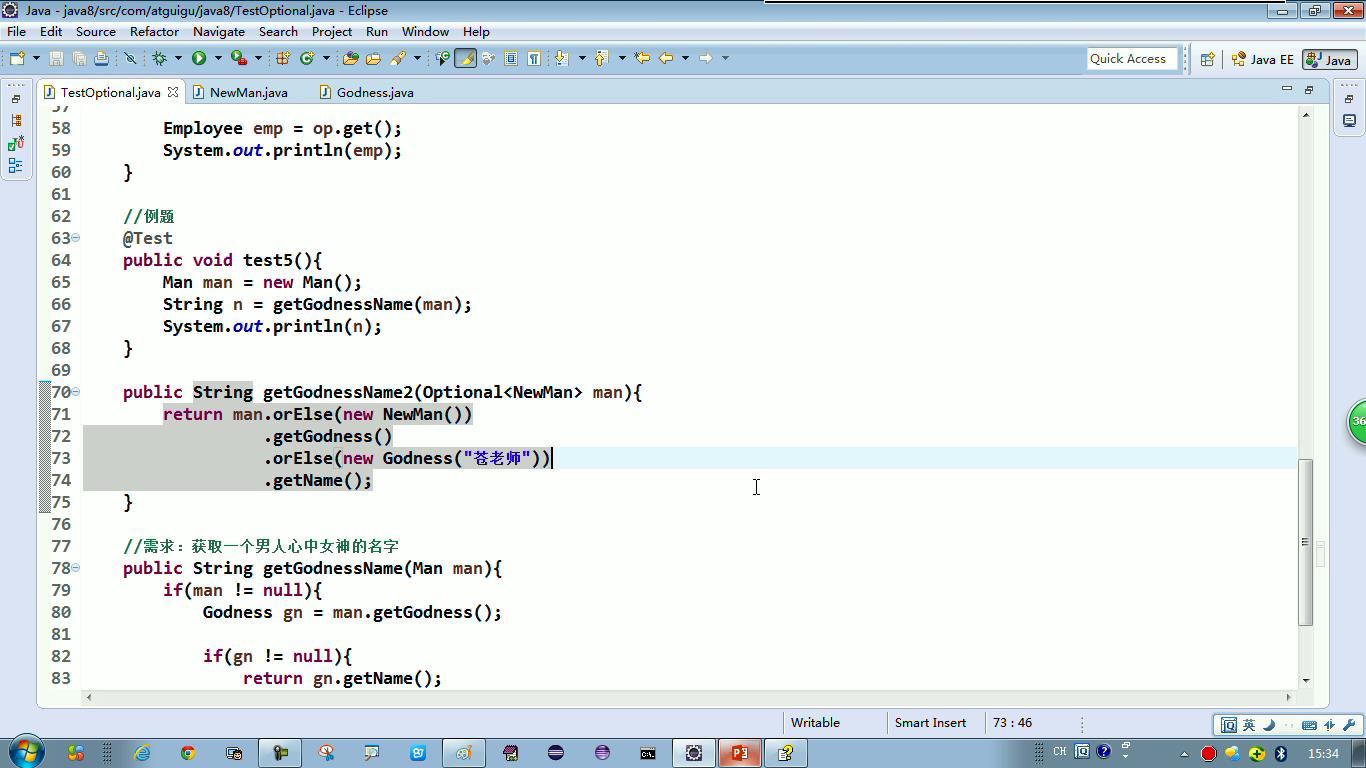 Java - java8/src/com/atguigu/java8/TestOptional.java - Eclipse
File Edit Source Refactor Navigate Search Project Run Window Help
Quick Access Java EE Java
TestOptional.java NewMan.java Godness.java
57
58 Employee emp = op.get();
59 System.out.println(emp);
60 }
61
62 //例题
63 @Test
64 public void test5(){
65 Man man = new Man();
66 String n = getGodnessName(man);
67 System.out.println(n);
68 }
69
70 public String getGodnessName2(Optional<NewMan> man){
71 return man.orElse(new NewMan())
72 .getGodness()
73 .orElse(new Godness("苍老师"))
74 .getName();
75 }
76
77 //需求：获取一个男人心中女神的名字
78 public String getGodnessName(Man man){
79 if(man != null){
80 Godness gn = man.getGodness();
81
82 if(gn != null){
83 return gn.getName();
36
Writable Smart Insert 73 : 46
英
CH 15:34